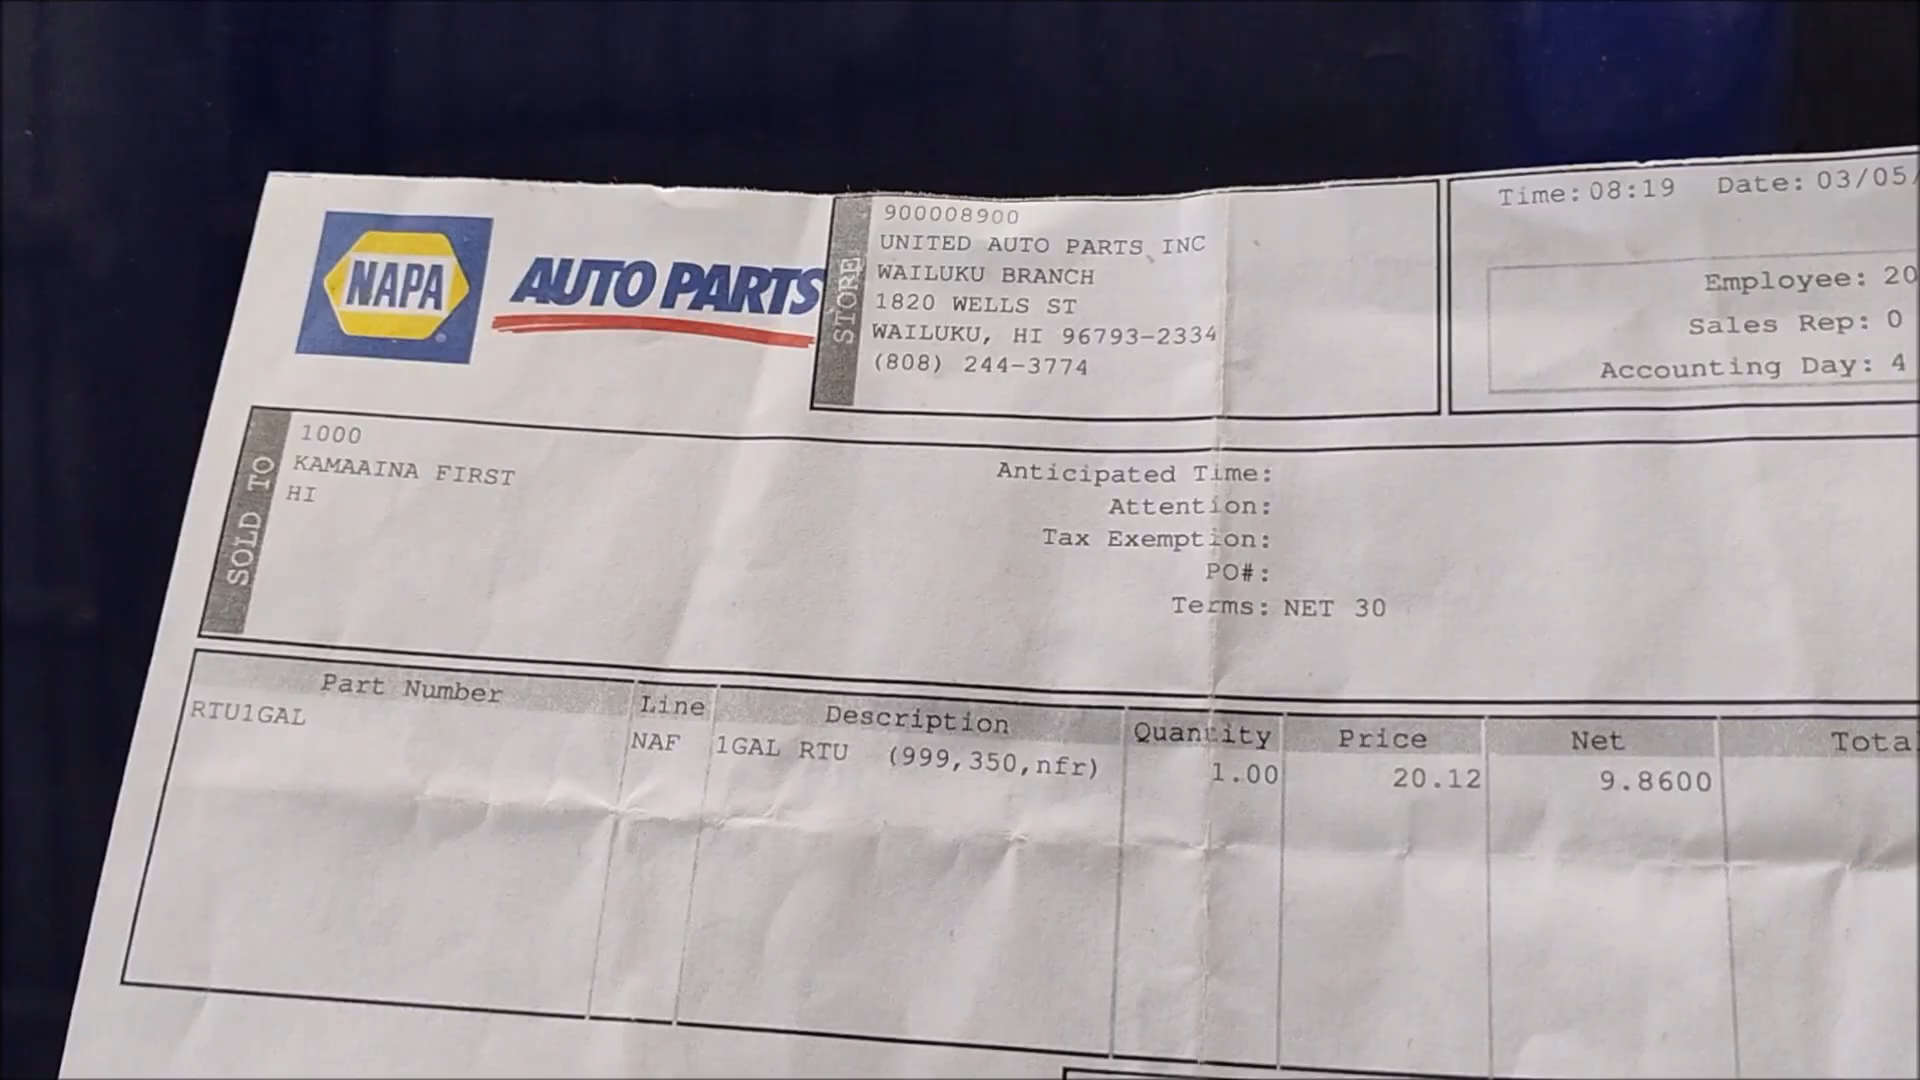 NAPA
AUTO PARTS
STORE
900008900
UNITED AUTO PARTS INC
WAILUKU BRANCH
1820 WELLS ST
WAILUKU, HI 96793-2334
(808) 244-3774
Time: 08:19 Date: 03/05/
Employee: 20
Sales Rep: 0
Accounting Day: 4
SOLD TO
1000
KAMAAINA FIRST
HI
Anticipated Time:
Attention:
Tax Exemption:
PO#:
Terms: NET 30
Part Number Line Description Quantity Price Net Tota
RTU1GAL NAF 1GAL RTU (999,350,nfr) 1.00 20.12 9.8600